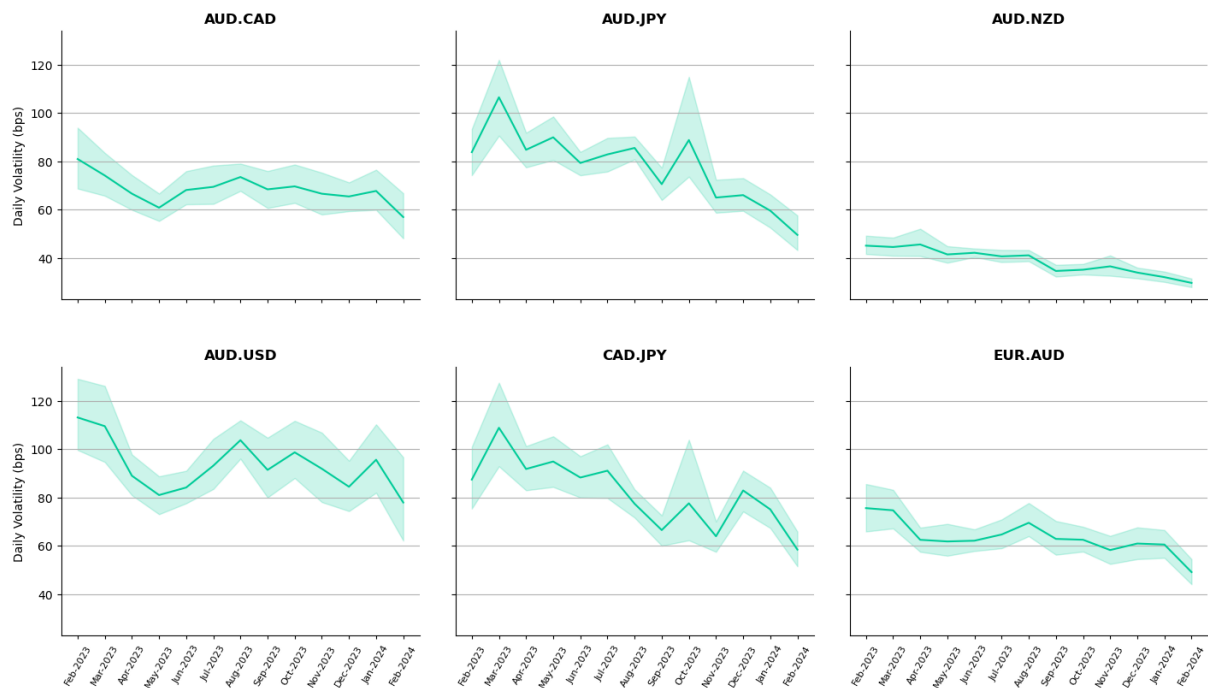 AUD.CAD
AUD.JPY
AUD.NZD
Daily Volatility (bps)
120
100
80
60
40
AUD.USD
CAD.JPY
EUR.AUD
Daily Volatility (bps)
120
100
80
60
40
Feb-2023
Mar-2023
Apr-2023
May-2023
Jun-2023
Jul-2023
Aug-2023
Sep-2023
Oct-2023
Nov-2023
Dec-2023
Jan-2024
Feb-2024
Feb-2023
Mar-2023
Apr-2023
May-2023
Jun-2023
Jul-2023
Aug-2023
Sep-2023
Oct-2023
Nov-2023
Dec-2023
Jan-2024
Feb-2024
Feb-2023
Mar-2023
Apr-2023
May-2023
Jun-2023
Jul-2023
Aug-2023
Sep-2023
Oct-2023
Nov-2023
Dec-2023
Jan-2024
Feb-2024